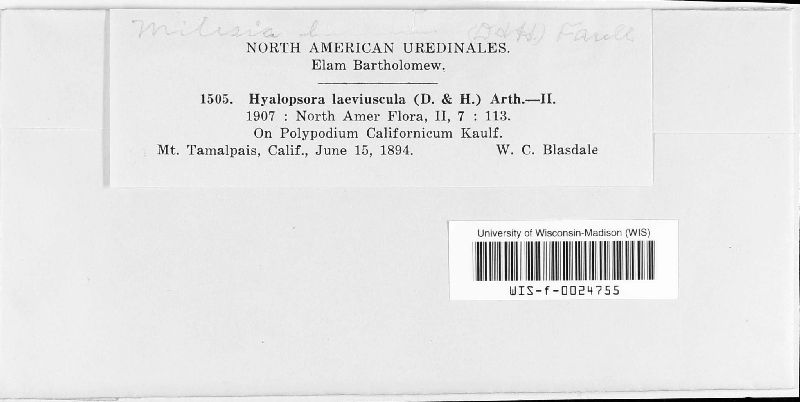 Milesia (D & H.) Faull
NORTH AMERICAN UREDINALES.
Elam Bartholomew.
1505. Hyalopsora laeviuscula (D. & H.) Arth.—II.
1907 : North Amer Flora, II, 7 : 113.
On Polypodium Californicum Kaulf.
Mt. Tamalpais, Calif., June 15, 1894. W. C. Blasdale
University of Wisconsin-Madison (WIS)
WIS-f-0024755